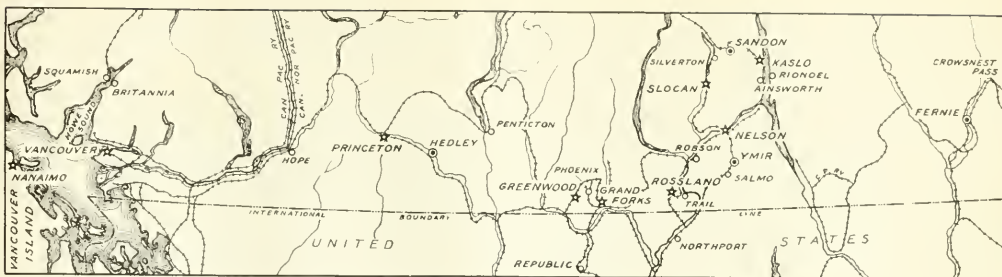 SQUAMISH
BRITANNIA
HOWE
SOUND
VANCOUVER
NANAIMO
VANCOUVER
ISLAND
CAN. PAC RY
CAN. NOR PAC RY
HOPE
PRINCETON
HEDLEY
PENTICTON
PHOENIX
GREENWOOD
GRAND
FORKS
REPUBLIC
SILVERTON
SANDON
SLOCAN
KASLO
RIONDEL
AINSWORTH
NELSON
ROBSON
YMIR
SALMO
ROSSLAND
TRAIL
NORTHPORT
CROWSNEST
PASS
FERNIE
C.P. RY
INTERNATIONAL BOUNDARY LINE
UNITED STATES